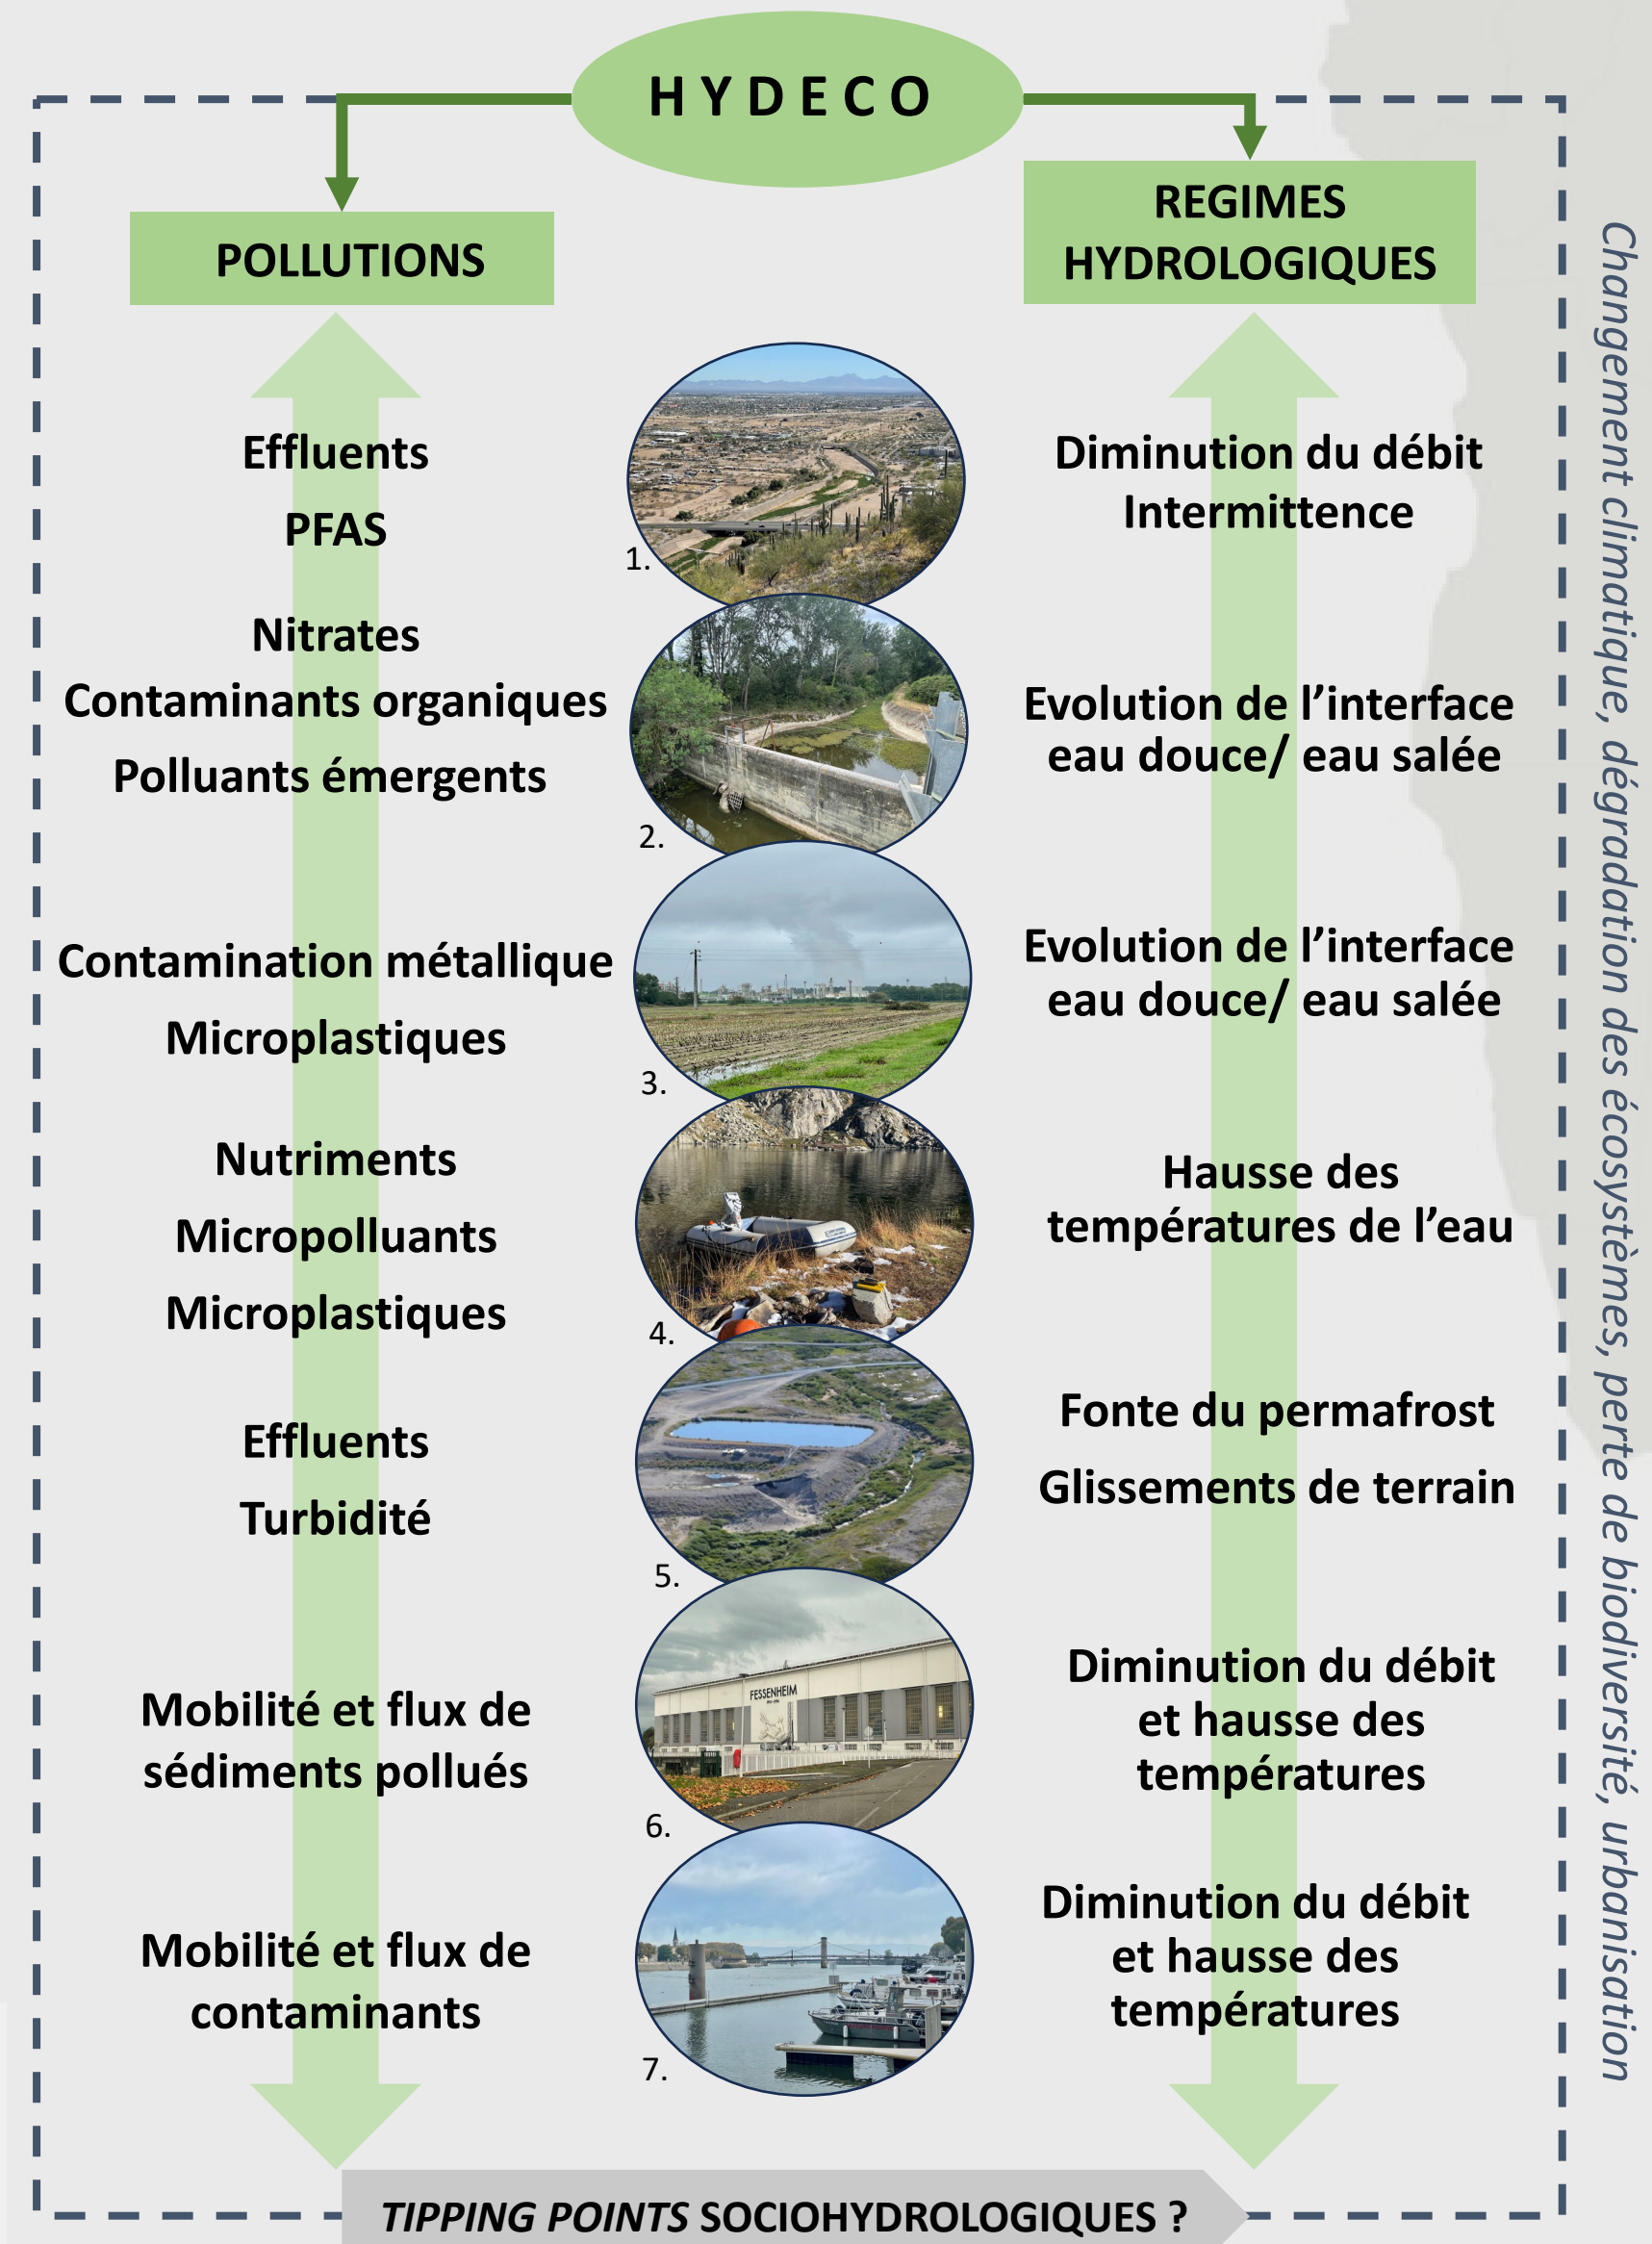 HYDECO
POLLUTIONS
REGIMES
HYDROLOGIQUES
Effluents
PFAS
1.
Diminution du débit
Intermittence
Nitrates
Contaminants organiques
Polluants émergents
2.
Evolution de l’interface
eau douce/ eau salée
Contamination métallique
Microplastiques
3.
Evolution de l’interface
eau douce/ eau salée
Nutriments
Micropolluants
Microplastiques
4.
Hausse des
températures de l’eau
Effluents
Turbidité
5.
Fonte du permafrost
Glissements de terrain
Mobilité et flux de
sédiments pollués
FESSENHEIM
6.
Diminution du débit
et hausse des
températures
Mobilité et flux de
contaminants
7.
Diminution du débit
et hausse des
températures
TIPPING POINTS SOCIOHYDROLOGIQUES ?
Changement climatique, dégradation des écosystèmes, perte de biodiversité, urbanisation